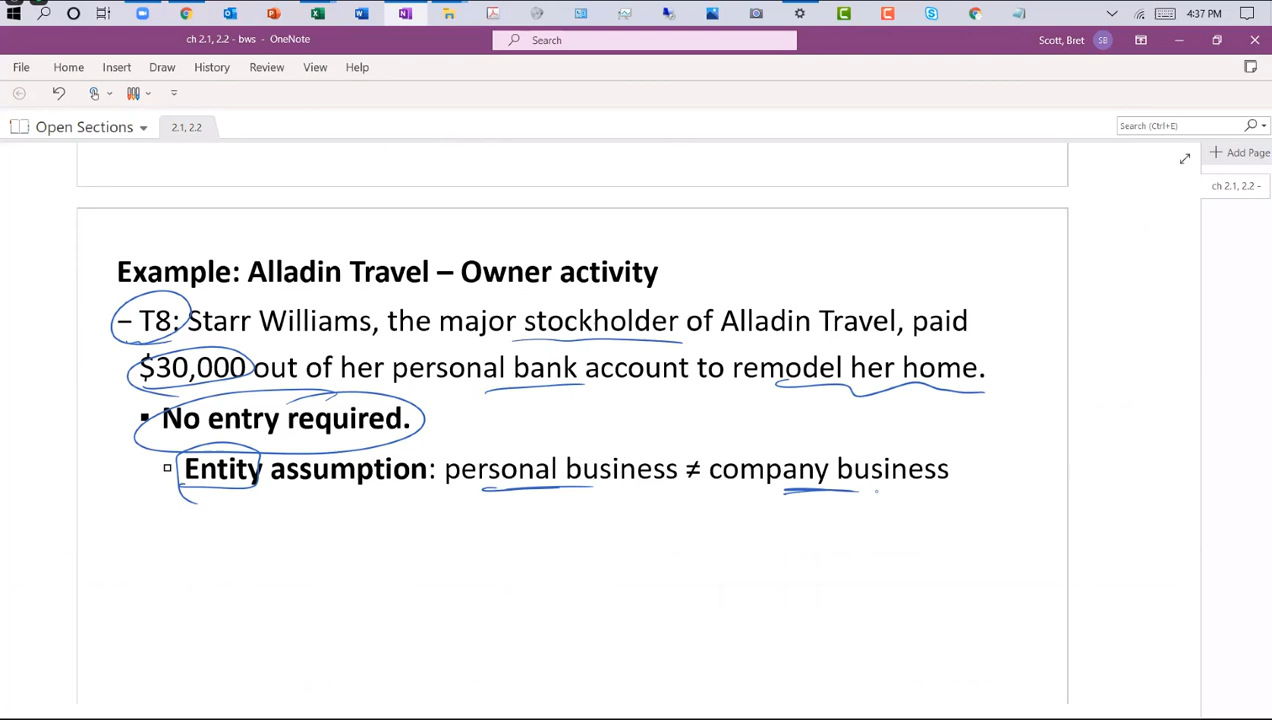 4:37 PM
ch 2.1, 2.2 - bws - OneNote
Search
Scott, Bret
SB
File Home Insert Draw History Review View Help
Open Sections
2.1, 2.2
Search (Ctrl+E)
Add Page
ch 2.1, 2.2 -
Example: Alladin Travel – Owner activity
– T8: Starr Williams, the major stockholder of Alladin Travel, paid
$30,000 out of her personal bank account to remodel her home.
▪ No entry required.
▫ Entity assumption: personal business ≠ company business